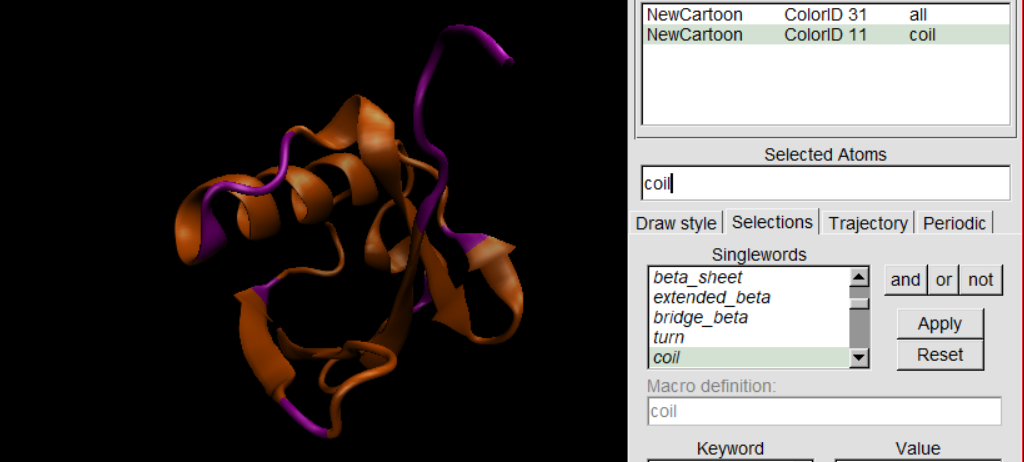 NewCartoon ColorID 31 all
NewCartoon ColorID 11 coil
Selected Atoms
coil
Draw style Selections Trajectory Periodic
Singlewords
beta_sheet
extended_beta
bridge_beta
turn
coil
and or not
Apply
Reset
Macro definition:
coil
Keyword Value